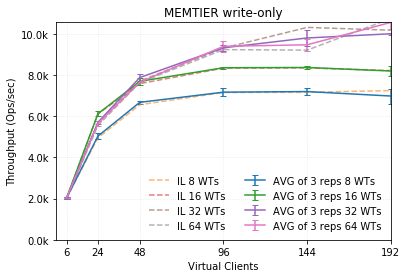 MEMTIER write-only
Throughput (Ops/sec)
10.0k
8.0k
6.0k
4.0k
2.0k
0.0k
IL 8 WTs
IL 16 WTs
IL 32 WTs
IL 64 WTs
AVG of 3 reps 8 WTs
AVG of 3 reps 16 WTs
AVG of 3 reps 32 WTs
AVG of 3 reps 64 WTs
6 24 48 96 144 192
Virtual Clients